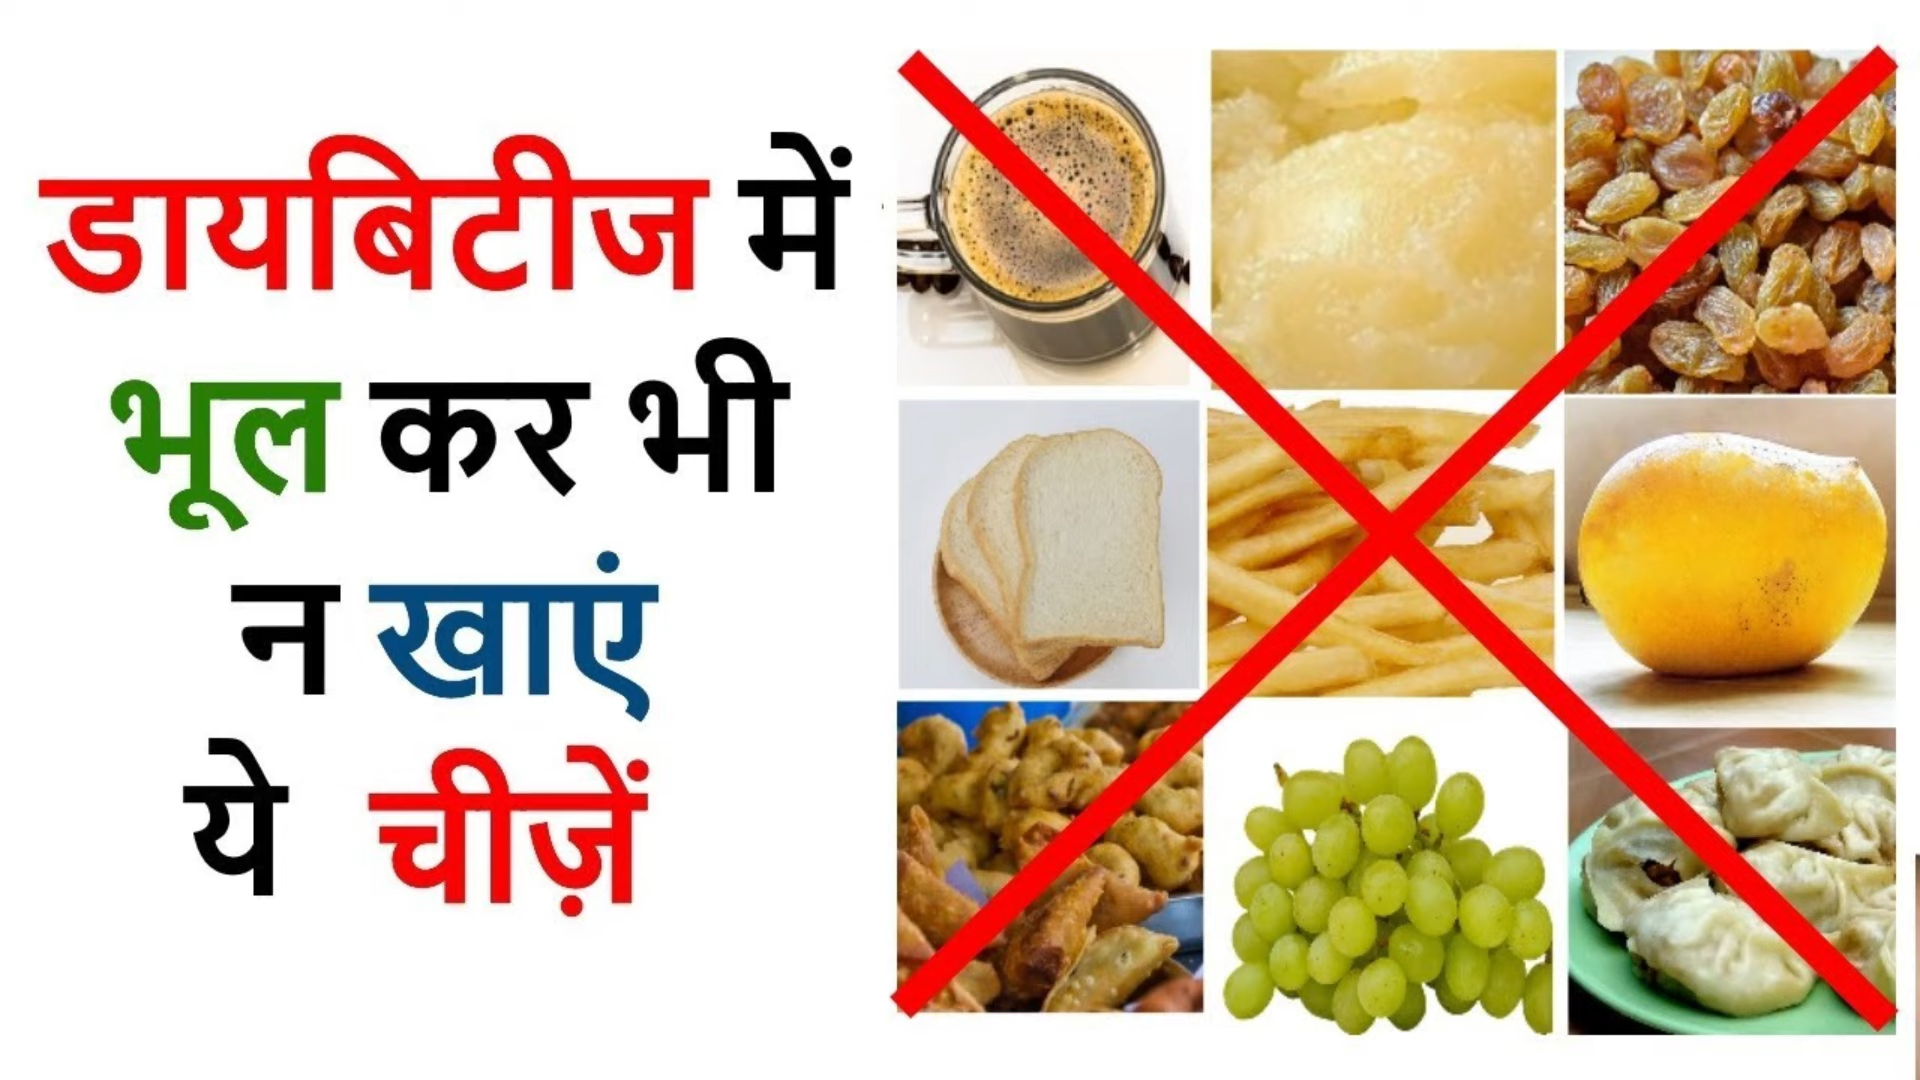 डायबिटीज में
भूल कर भी
न खाएं
ये चीज़ें